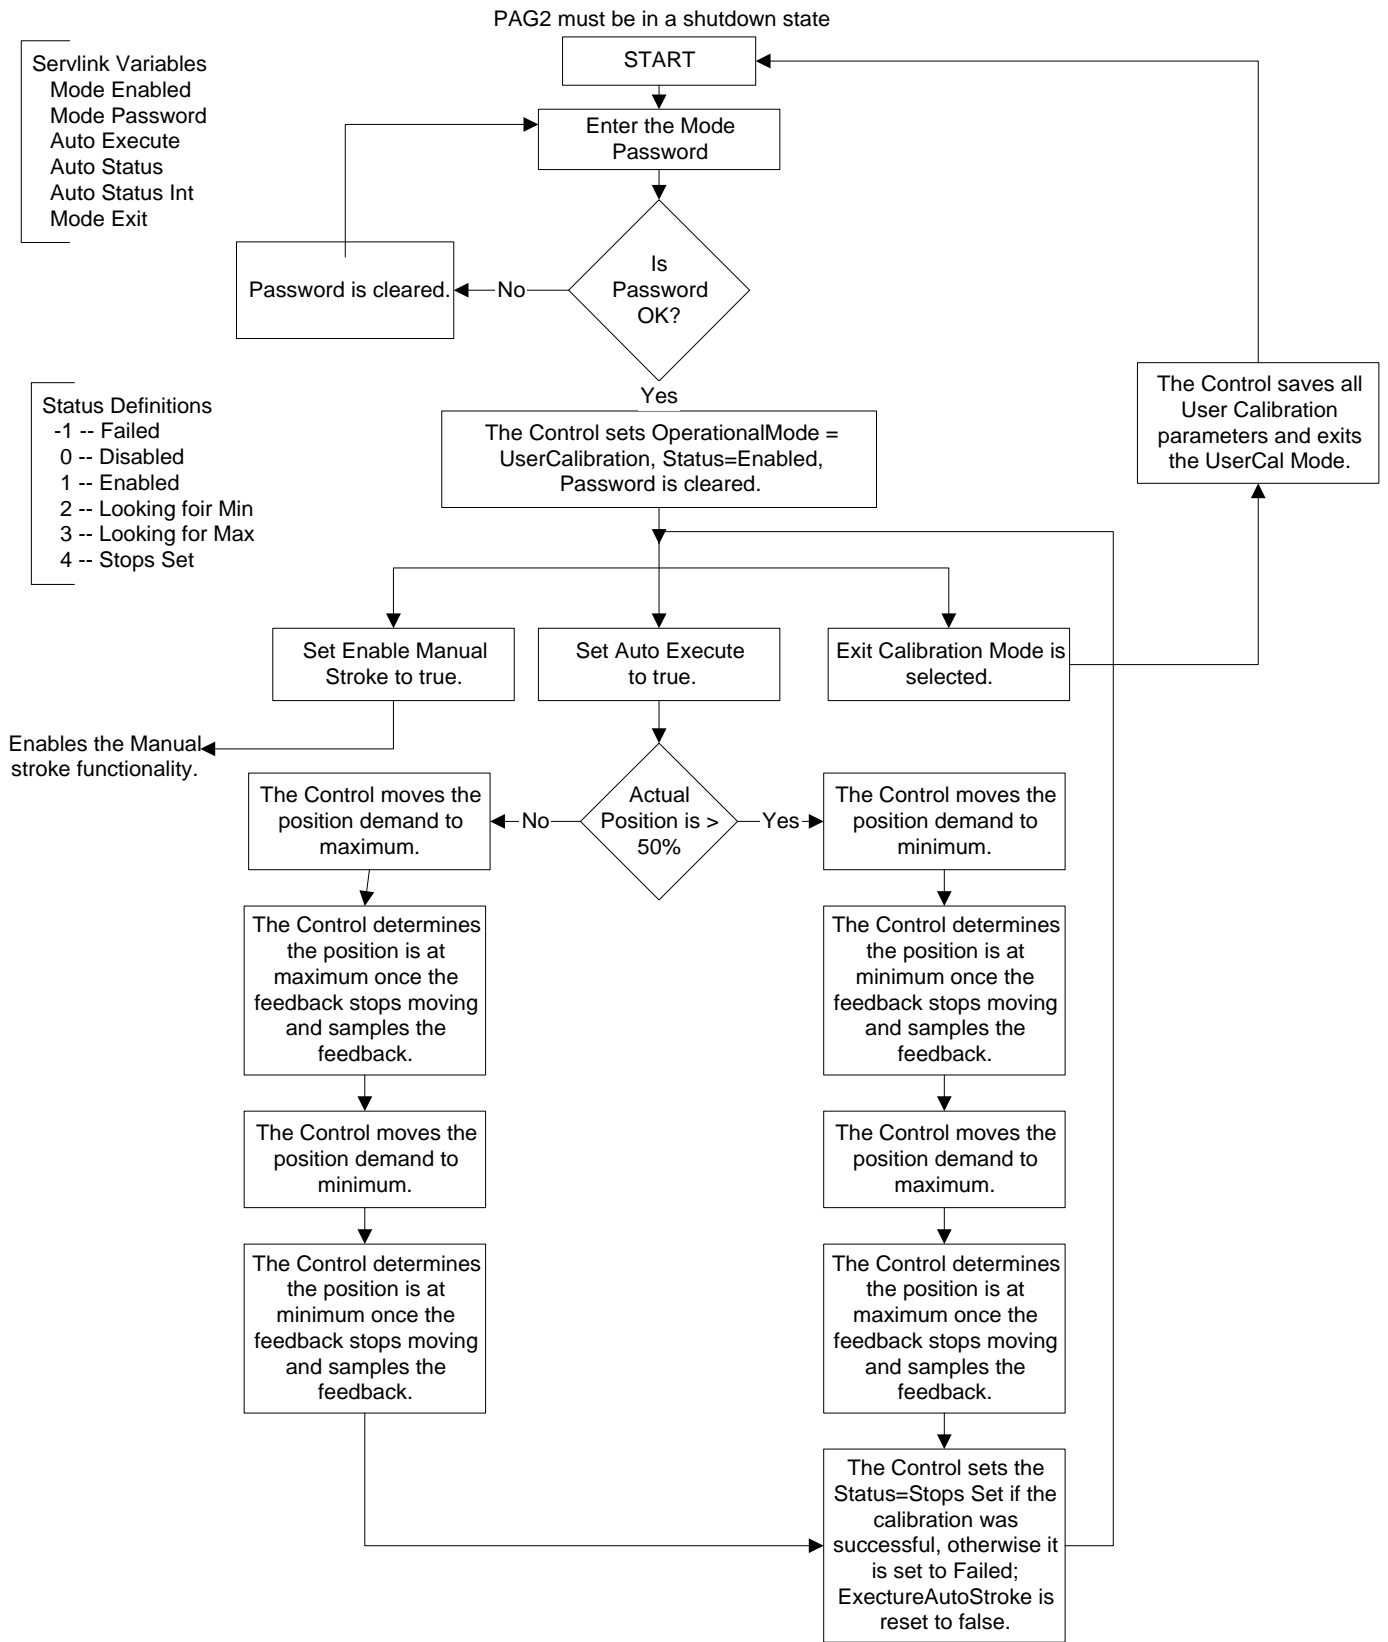 PAG2 must be in a shutdown state
Servlink Variables
Mode Enabled
Mode Password
Auto Execute
Auto Status
Auto Status Int
Mode Exit
START
Enter the Mode
Password
Is
Password
OK?
No
Password is cleared.
Yes
Status Definitions
-1 -- Failed
0 -- Disabled
1 -- Enabled
2 -- Looking foir Min
3 -- Looking for Max
4 -- Stops Set
The Control sets OperationalMode =
UserCalibration, Status=Enabled,
Password is cleared.
The Control saves all
User Calibration
parameters and exits
the UserCal Mode.
Set Enable Manual
Stroke to true.
Set Auto Execute
to true.
Exit Calibration Mode is
selected.
Enables the Manual
stroke functionality.
Actual
Position is >
50%
No
Yes
The Control moves the
position demand to
maximum.
The Control determines
the position is at
maximum once the
feedback stops moving
and samples the
feedback.
The Control moves the
position demand to
minimum.
The Control determines
the position is at
minimum once the
feedback stops moving
and samples the
feedback.
The Control moves the
position demand to
minimum.
The Control determines
the position is at
minimum once the
feedback stops moving
and samples the
feedback.
The Control moves the
position demand to
maximum.
The Control determines
the position is at
maximum once the
feedback stops moving
and samples the
feedback.
The Control sets the
Status=Stops Set if the
calibration was
successful, otherwise it
is set to Failed;
ExectureAutoStroke is
reset to false.